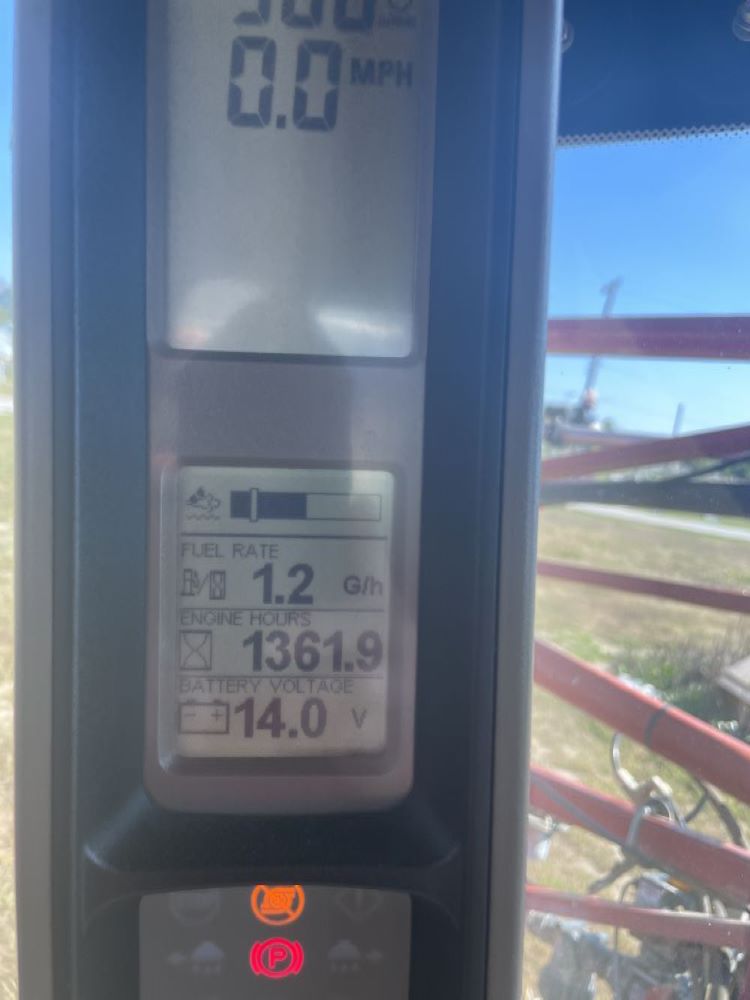 0.0 MPH
FUEL RATE
1.2 G/h
ENGINE HOURS
1361.9
BATTERY VOLTAGE
- +
14.0 V
P